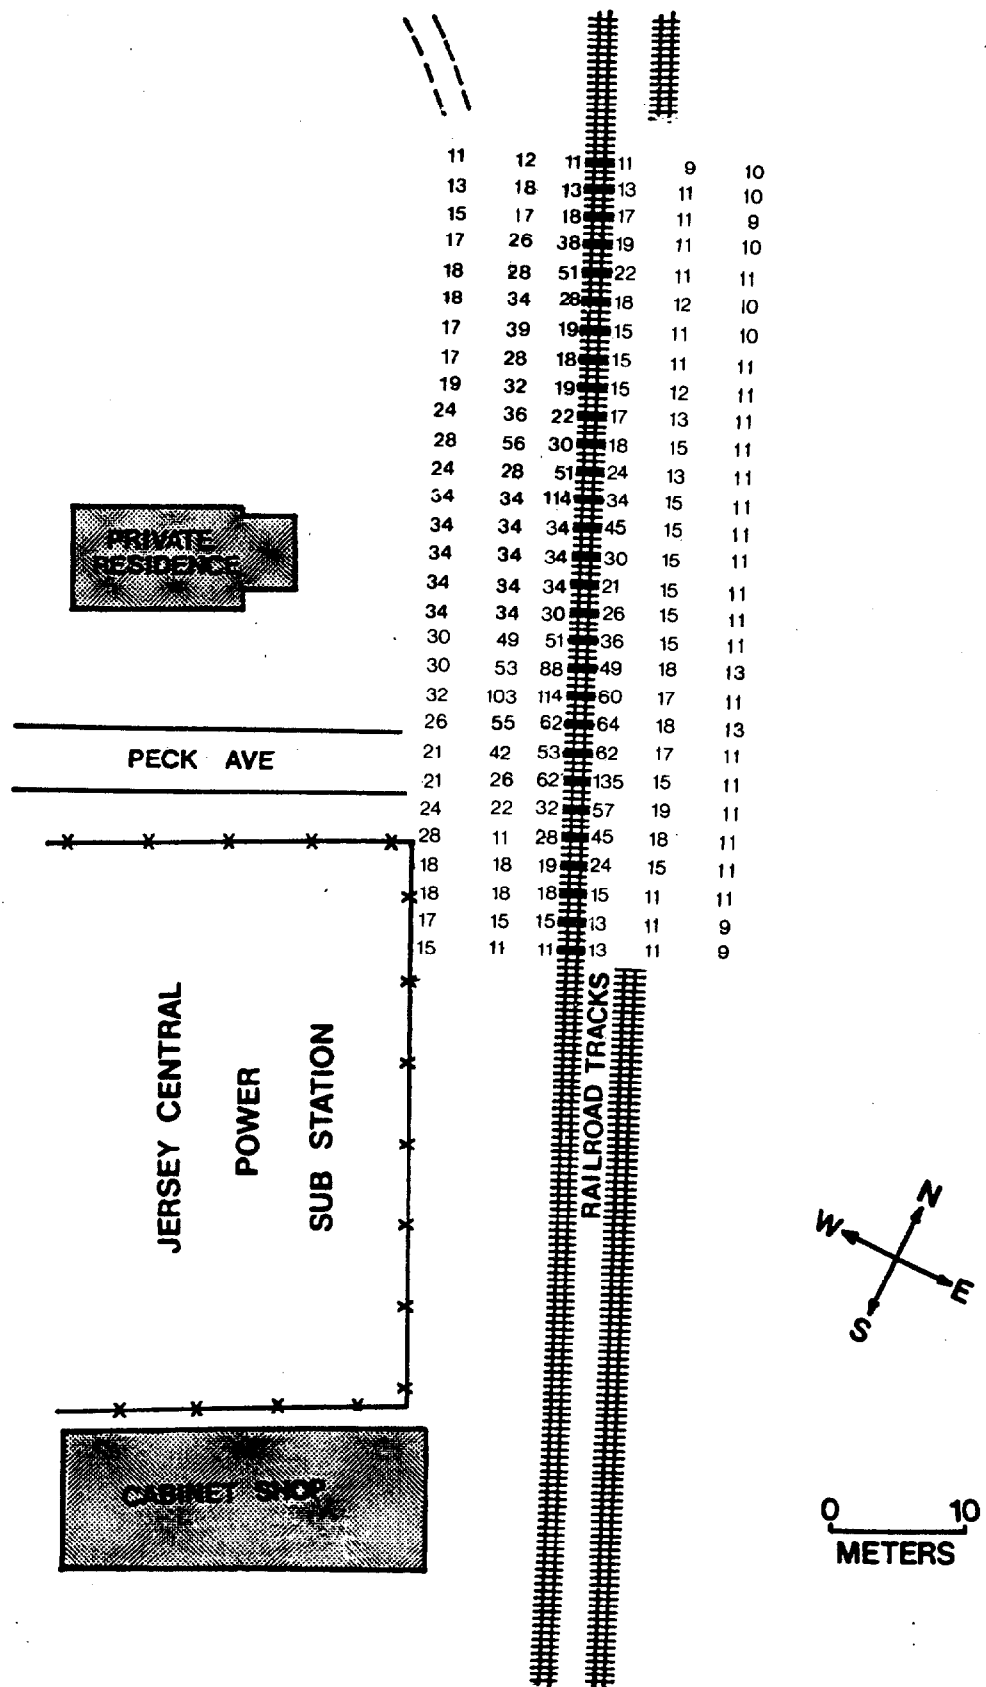 11 12 11 11 9 10
13 18 13 13 11 10
15 17 18 17 11 9
17 26 38 19 11 10
18 28 51 22 11 11
18 34 28 18 12 10
17 39 19 15 11 10
17 28 18 15 11 11
19 32 19 15 12 11
24 36 22 17 13 11
28 56 30 18 15 11
24 28 51 24 13 11
34 34 114 34 15 11
34 34 34 45 15 11
34 34 34 30 15 11
34 34 34 21 15 11
34 34 30 26 15 11
30 49 51 36 15 11
30 53 88 49 18 13
32 103 114 60 17 11
26 55 62 64 18 13
21 42 53 62 17 11
21 26 62 135 15 11
24 22 32 57 19 11
28 11 28 45 18 11
18 18 19 24 15 11
18 18 18 15 11 11
17 15 15 13 11 9
15 11 11 13 11 9
PRIVATE
RESIDENCE
PECK AVE
JERSEY CENTRAL
POWER
SUB STATION
RAILROAD TRACKS
N
W
E
S
CABINET SHOP
0 10
METERS